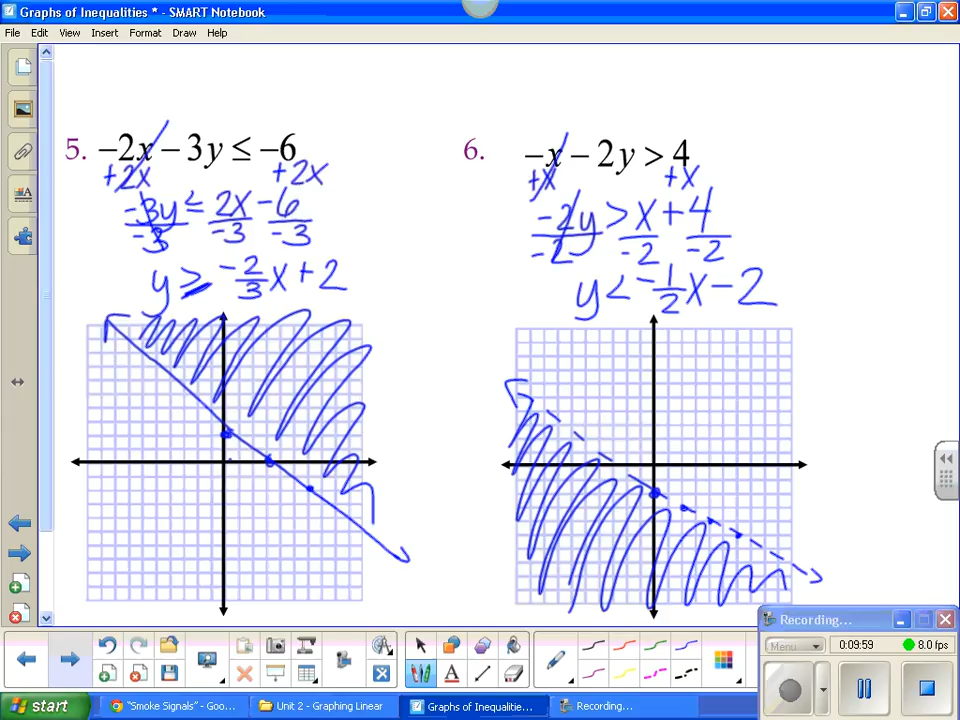 Graphs of Inequalities * - SMART Notebook
File Edit View Insert Format Draw Help
5. −2x − 3y ≤ −6
+2x +2x
-3y ≤ 2x - 6
-3 -3 -3
y ≥ -2/3 x + 2
6. −x − 2y > 4
+x +x
-2y > x + 4
-2 -2 -2
y < -1/2 x - 2
Recording...
Menu
0:09:59
8.0 fps
start
"Smoke Signals" - Goo...
Unit 2 - Graphing Linear
Graphs of Inequalitie...
Recording...